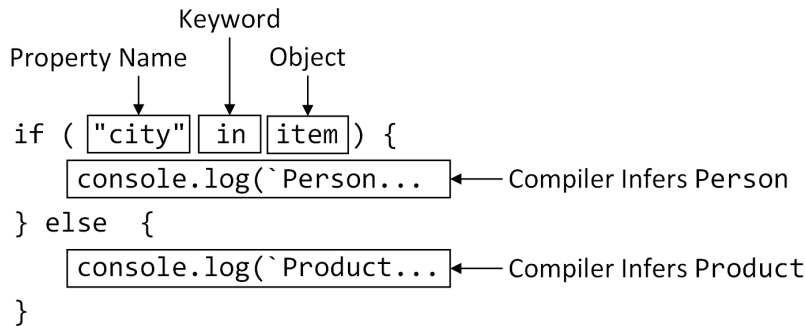 Keyword
Property Name Object
if ( "city" in item ) {
console.log(`Person... Compiler Infers Person
} else {
console.log(`Product... Compiler Infers Product
}